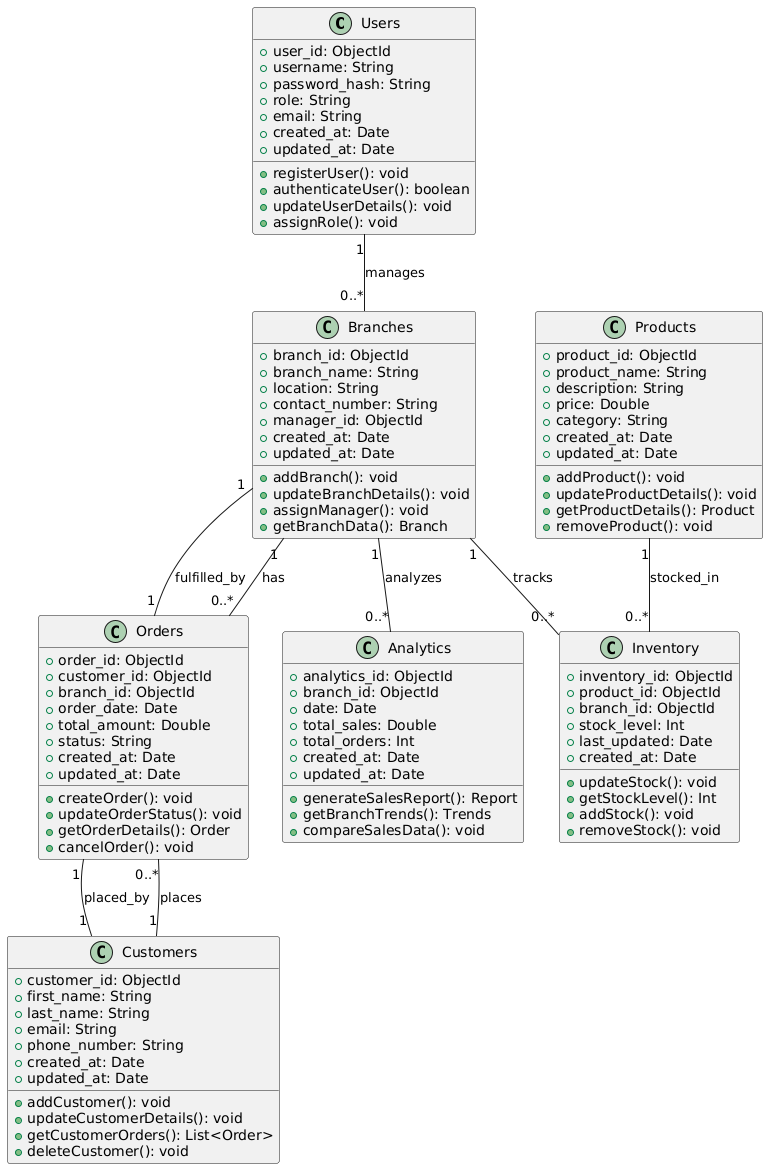 C Users
user_id: ObjectId
username: String
password_hash: String
role: String
email: String
created_at: Date
updated_at: Date
registerUser(): void
authenticateUser(): boolean
updateUserDetails(): void
assignRole(): void
1
manages
0..*
C Branches
branch_id: ObjectId
branch_name: String
location: String
contact_number: String
manager_id: ObjectId
created_at: Date
updated_at: Date
addBranch(): void
updateBranchDetails(): void
assignManager(): void
getBranchData(): Branch
C Products
product_id: ObjectId
product_name: String
description: String
price: Double
category: String
created_at: Date
updated_at: Date
addProduct(): void
updateProductDetails(): void
getProductDetails(): Product
removeProduct(): void
1
fulfilled_by
1
1
has
0..*
1
analyzes
0..*
1
tracks
0..*
1
stocked_in
0..*
C Orders
order_id: ObjectId
customer_id: ObjectId
branch_id: ObjectId
order_date: Date
total_amount: Double
status: String
created_at: Date
updated_at: Date
createOrder(): void
updateOrderStatus(): void
getOrderDetails(): Order
cancelOrder(): void
C Analytics
analytics_id: ObjectId
branch_id: ObjectId
date: Date
total_sales: Double
total_orders: Int
created_at: Date
updated_at: Date
generateSalesReport(): Report
getBranchTrends(): Trends
compareSalesData(): void
C Inventory
inventory_id: ObjectId
product_id: ObjectId
branch_id: ObjectId
stock_level: Int
last_updated: Date
created_at: Date
updateStock(): void
getStockLevel(): Int
addStock(): void
removeStock(): void
1
placed_by
1
0..*
places
1
C Customers
customer_id: ObjectId
first_name: String
last_name: String
email: String
phone_number: String
created_at: Date
updated_at: Date
addCustomer(): void
updateCustomerDetails(): void
getCustomerOrders(): List<Order>
deleteCustomer(): void